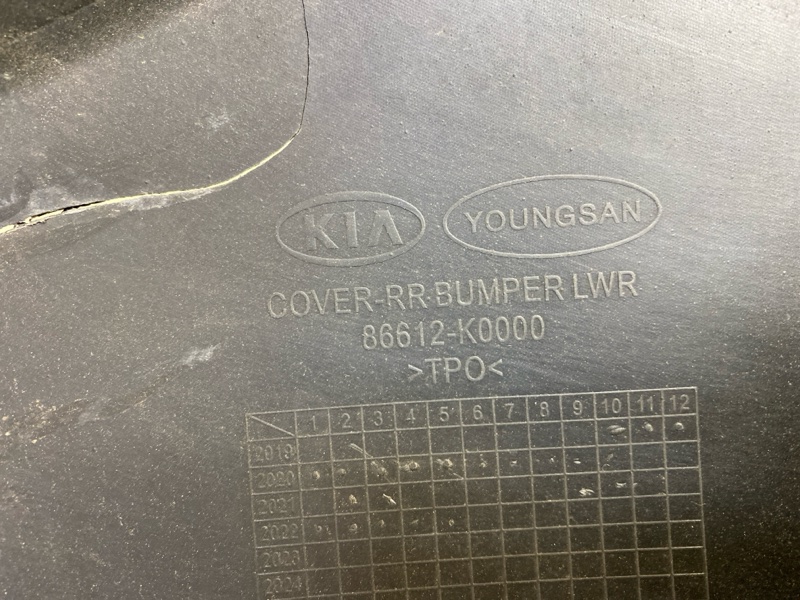 KIA YOUNGSAN
COVER-RR BUMPER LWR
86612-K0000
>TPO<
1 2 3 4 5 6 7 8 9 10 11 12
2019
2020
2021
2022
2023
2024